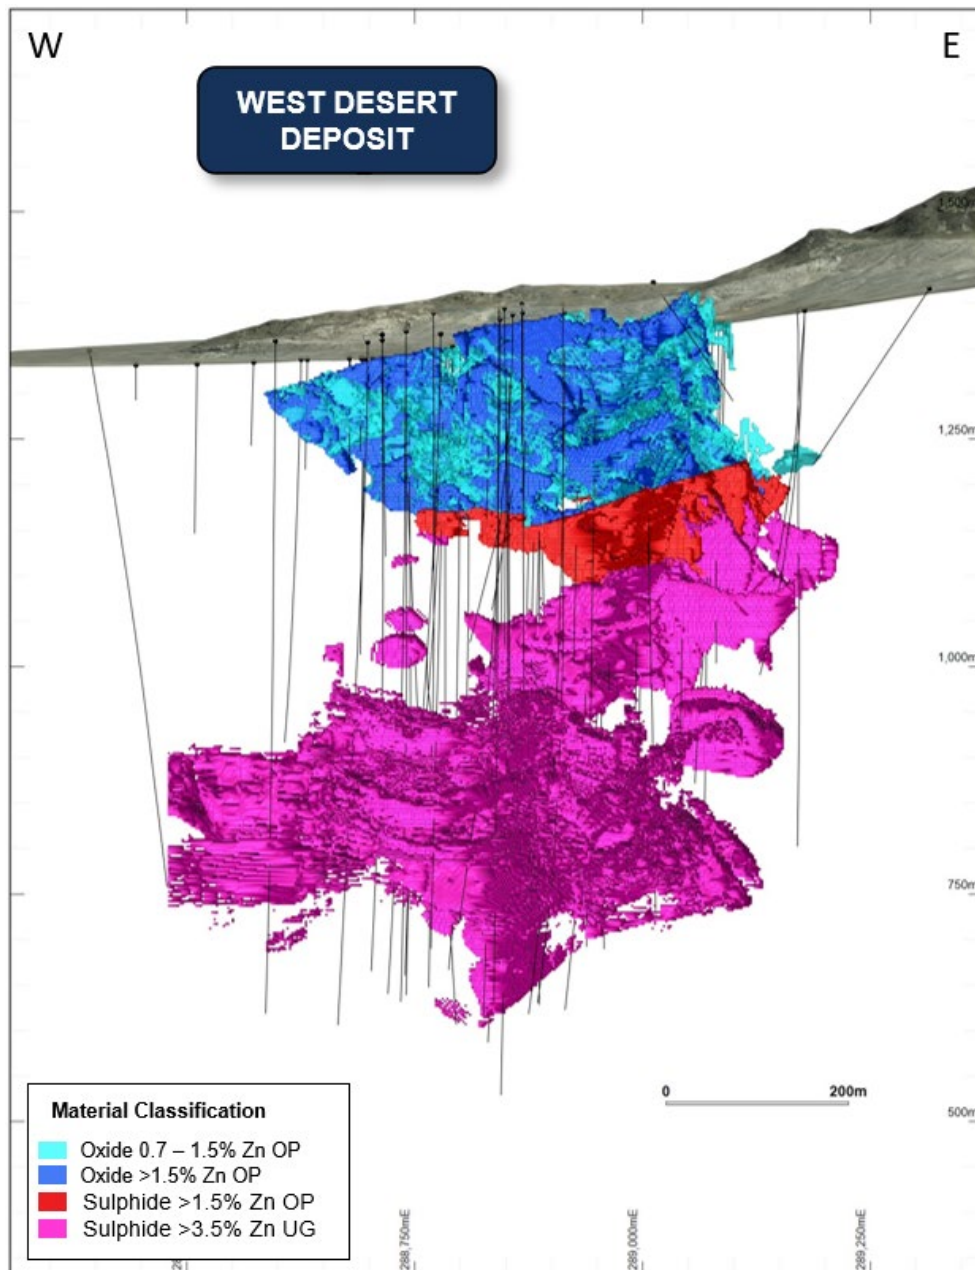 W
E
WEST DESERT
DEPOSIT
1,500m
1,250m
1,000m
750m
500m
0
200m
Material Classification
Oxide 0.7 – 1.5% Zn OP
Oxide >1.5% Zn OP
Sulphide >1.5% Zn OP
Sulphide >3.5% Zn UG
288,750mE
289,000mE
289,250mE